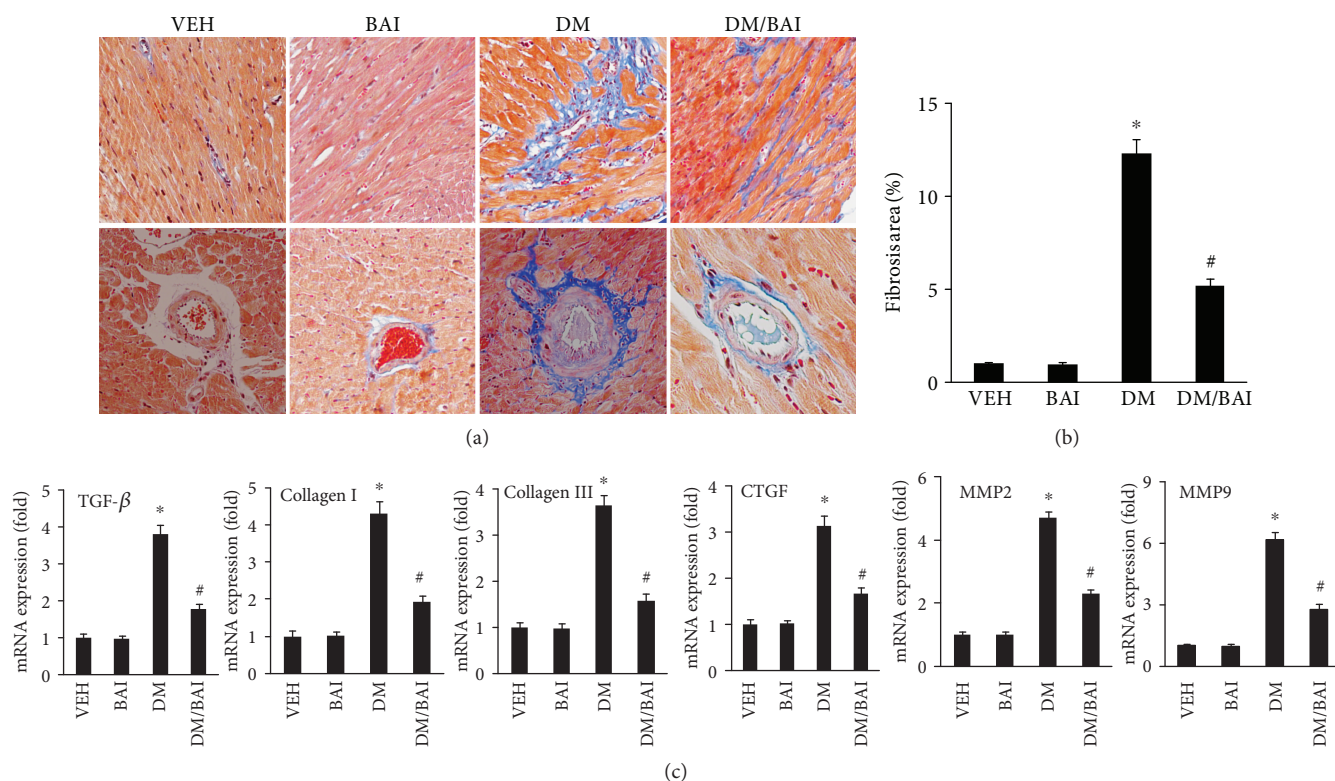 VEH BAI DM DM/BAI
(a)
Fibrosisarea (%)
15
10
5
0
*
#
VEH BAI DM DM/BAI
(b)
mRNA expression (fold)
TGF-β
5
4
3
2
1
0
*
#
VEH
BAI
DM
DM/BAI
mRNA expression (fold)
Collagen I
5
4
3
2
1
0
*
#
VEH
BAI
DM
DM/BAI
mRNA expression (fold)
Collagen III
4
3
2
1
0
*
#
VEH
BAI
DM
DM/BAI
mRNA expression (fold)
CTGF
4
3
2
1
0
*
#
VEH
BAI
DM
DM/BAI
mRNA expression (fold)
MMP2
6
4
2
0
*
#
VEH
BAI
DM
DM/BAI
mRNA expression (fold)
MMP9
9
6
3
0
*
#
VEH
BAI
DM
DM/BAI
(c)